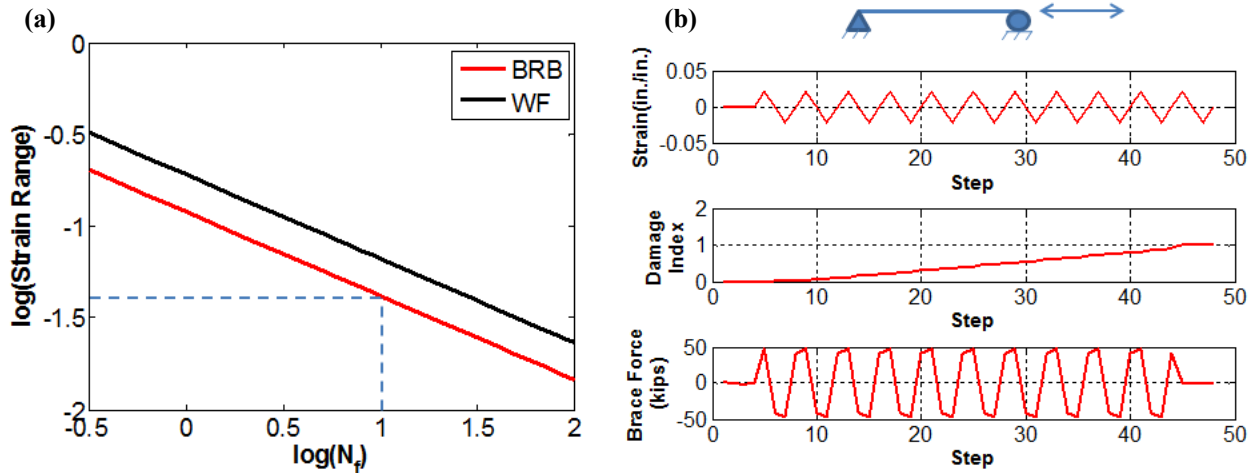 (a)
0
-0.5
-1
-1.5
-2
log(Strain Range)
BRB
WF
-0.5 0 0.5 1 1.5 2
log(Nf)
(b)
0.05
0
-0.05
Strain(in./in.)
0 10 20 30 40 50
Step
2
1
0
Damage
Index
0 10 20 30 40 50
Step
50
0
-50
Brace Force
(kips)
0 10 20 30 40 50
Step